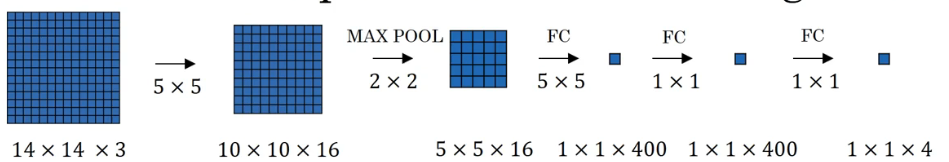 MAX POOL FC FC FC
5 × 5 2 × 2 5 × 5 1 × 1 1 × 1
14 × 14 × 3 10 × 10 × 16 5 × 5 × 16 1 × 1 × 400 1 × 1 × 400 1 × 1 × 4